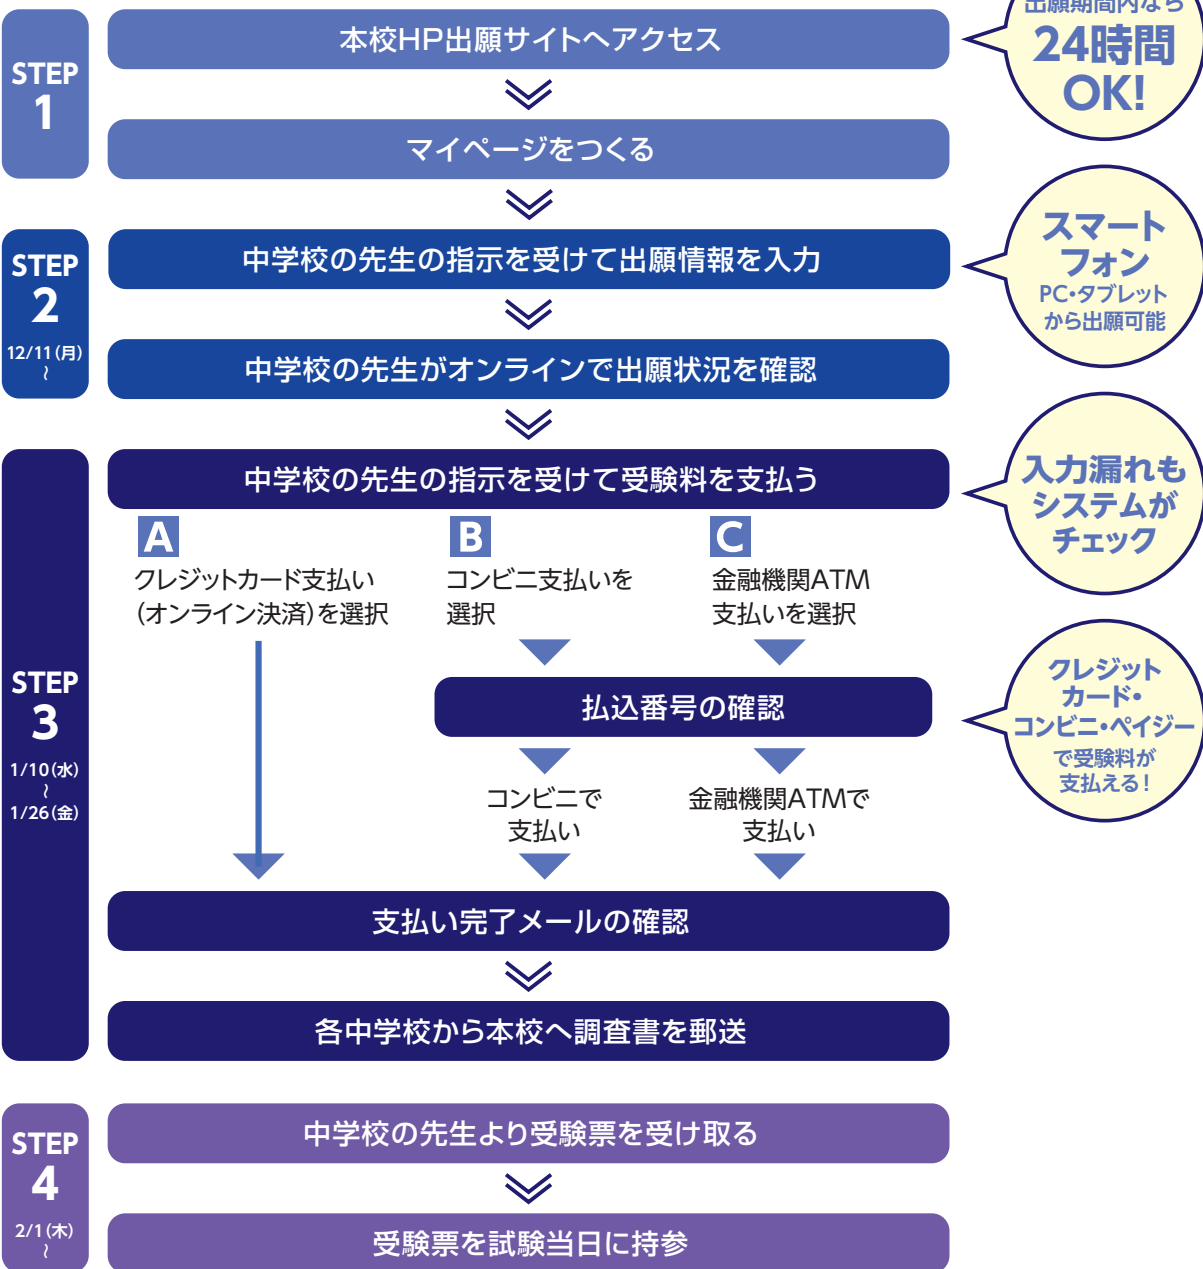 出願期間内なら
24時間
OK!
STEP
1
本校HP出願サイトへアクセス
マイページをつくる
STEP
2
12/11(月)
~
中学校の先生の指示を受けて出願情報を入力
中学校の先生がオンラインで出願状況を確認
スマート
フォン
PC・タブレット
から出願可能
STEP
3
1/10(水)
~
1/26(金)
中学校の先生の指示を受けて受験料を支払う
入力漏れも
システムが
チェック
A
クレジットカード支払い
(オンライン決済)を選択
B
コンビニ支払いを
選択
C
金融機関ATM
支払いを選択
払込番号の確認
クレジット
カード・
コンビニ・ペイジー
で受験料が
支払える!
コンビニで
支払い
金融機関ATMで
支払い
支払い完了メールの確認
各中学校から本校へ調査書を郵送
STEP
4
2/1(木)
~
中学校の先生より受験票を受け取る
受験票を試験当日に持参